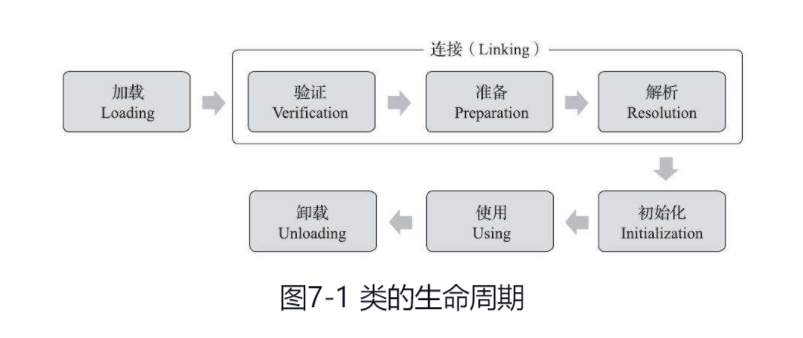 连接（Linking）
加载
Loading
验证
Verification
准备
Preparation
解析
Resolution
初始化
Initialization
使用
Using
卸载
Unloading
图7-1 类的生命周期